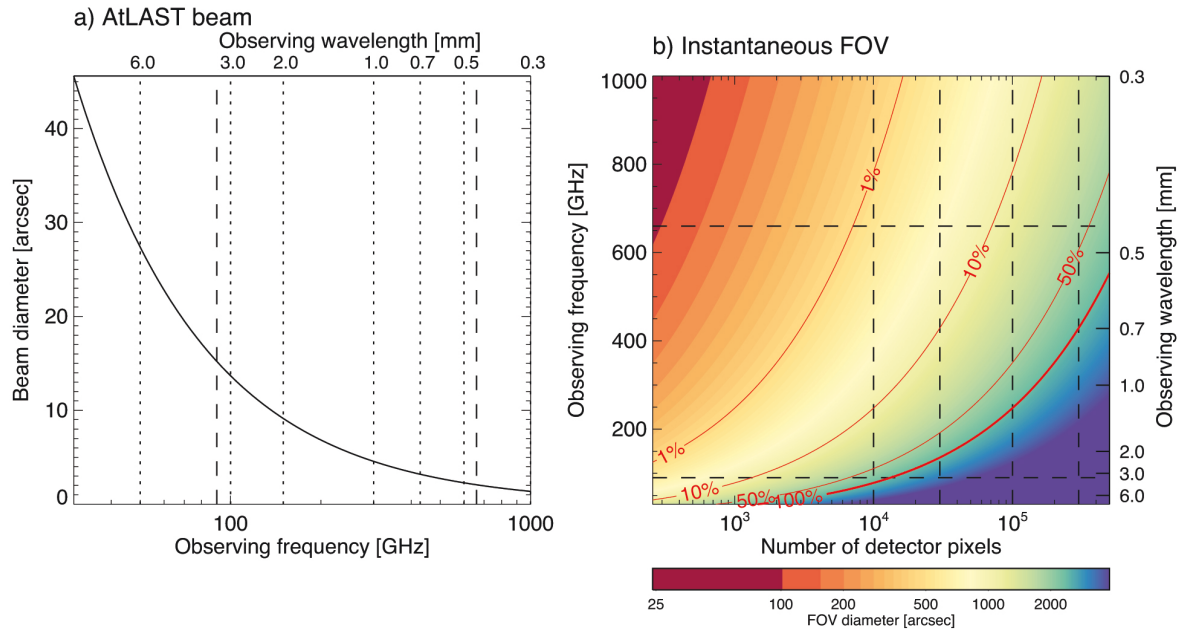 a) AtLAST beam
Observing wavelength [mm]
6.0 3.0 2.0 1.0 0.7 0.5 0.3
40
30
20
10
0
Beam diameter [arcsec]
100 1000
Observing frequency [GHz]
b) Instantaneous FOV
1000
800
600
400
200
Observing frequency [GHz]
1%
10%
50%
1%
10%
50%
100%
0.3
0.5
0.7
1.0
2.0
3.0
6.0
Observing wavelength [mm]
10³ 10⁴ 10⁵
Number of detector pixels
25 100 200 500 1000 2000
FOV diameter [arcsec]